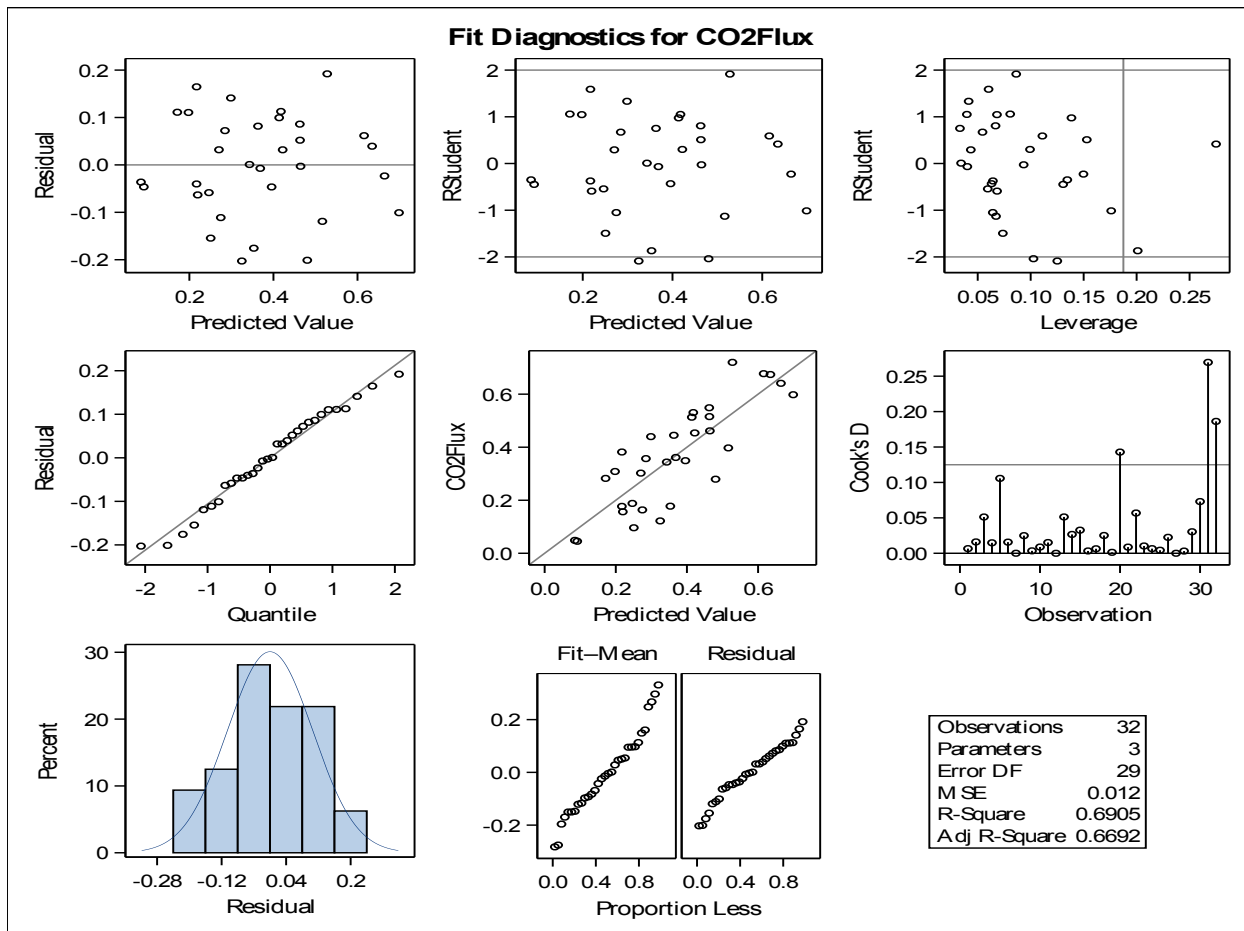 Fit Diagnostics for CO2Flux
0.2
0.1
0.0
-0.1
-0.2
Residual
0.2 0.4 0.6
Predicted Value
2
1
0
-1
-2
RStudent
0.2 0.4 0.6
Predicted Value
2
1
0
-1
-2
RStudent
0.05 0.10 0.15 0.20 0.25
Leverage
0.2
0.1
0.0
-0.1
-0.2
Residual
-2 -1 0 1 2
Quantile
0.6
0.4
0.2
0.0
CO2Flux
0.0 0.2 0.4 0.6
Predicted Value
0.25
0.20
0.15
0.10
0.05
0.00
Cook's D
0 10 20 30
Observation
30
20
10
0
Percent
-0.28 -0.12 0.04 0.2
Residual
Fit–Mean Residual
0.2
0.0
-0.2
0.0 0.4 0.8 0.0 0.4 0.8
Proportion Less
Observations 32
Parameters 3
Error DF 29
MSE 0.012
R-Square 0.6905
Adj R-Square 0.6692